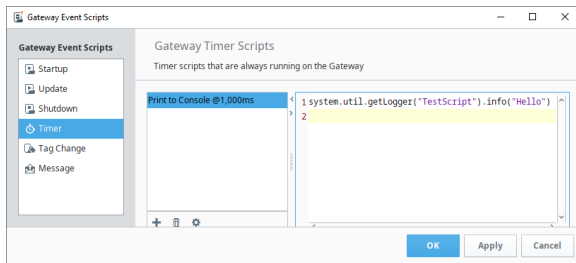 Gateway Event Scripts
Gateway Event Scripts
Startup
Update
Shutdown
Timer
Tag Change
Message
Gateway Timer Scripts
Timer scripts that are always running on the Gateway
Print to Console @1,000ms
1 system.util.getLogger("TestScript").info("Hello")
2
OK
Apply
Cancel